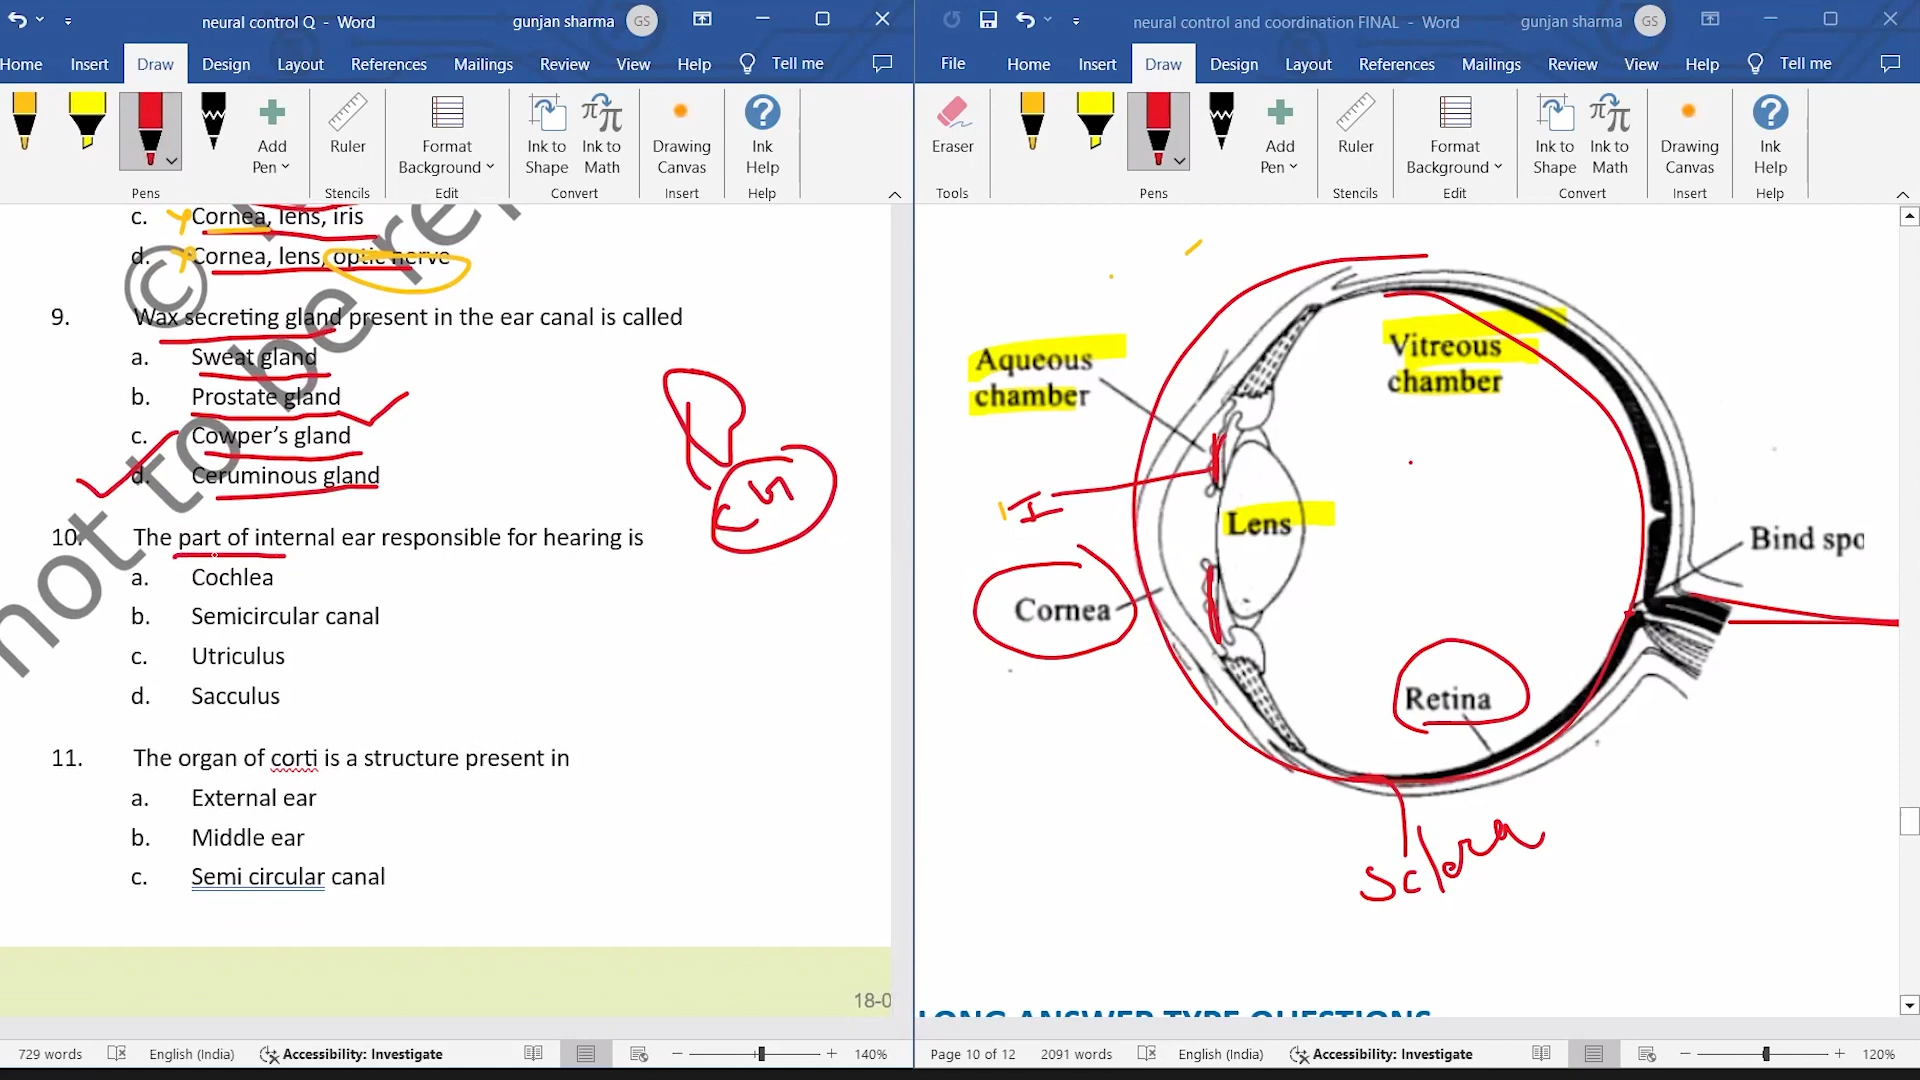 neural control Q - Word
gunjan sharma
GS
Home Insert Draw Design Layout References Mailings Review View Help Tell me
Add Pen
Ruler
Format Background
Ink to Shape
Ink to Math
Drawing Canvas
Ink Help
Pens Stencils Edit Convert Insert Help
c. Cornea, lens, iris
d. Cornea, lens, optic nerve
9. Wax secreting gland present in the ear canal is called
a. Sweat gland
b. Prostate gland
c. Cowper's gland
d. Ceruminous gland
10. The part of internal ear responsible for hearing is
a. Cochlea
b. Semicircular canal
c. Utriculus
d. Sacculus
11. The organ of corti is a structure present in
a. External ear
b. Middle ear
c. Semi circular canal
© not to be re
18-0
729 words English (India) Accessibility: Investigate 140%
neural control and coordination FINAL - Word
gunjan sharma
GS
File Home Insert Draw Design Layout References Mailings Review View Help Tell me
Eraser
Add Pen
Ruler
Format Background
Ink to Shape
Ink to Math
Drawing Canvas
Ink Help
Tools Pens Stencils Edit Convert Insert Help
Aqueous chamber
Vitreous chamber
I
Lens
Bind spo
Cornea
Retina
Sclera
LONG ANSWER TYPE QUESTIONS
Page 10 of 12 2091 words English (India) Accessibility: Investigate 120%